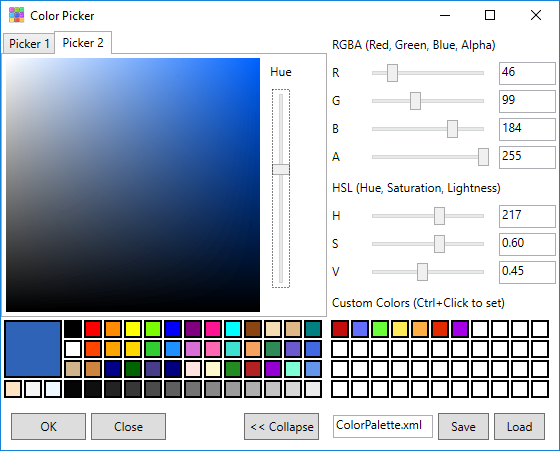 Color Picker
Picker 1 Picker 2
Hue
RGBA (Red, Green, Blue, Alpha)
R 46
G 99
B 184
A 255
HSL (Hue, Saturation, Lightness)
H 217
S 0.60
V 0.45
Custom Colors (Ctrl+Click to set)
OK Close << Collapse ColorPalette.xml Save Load